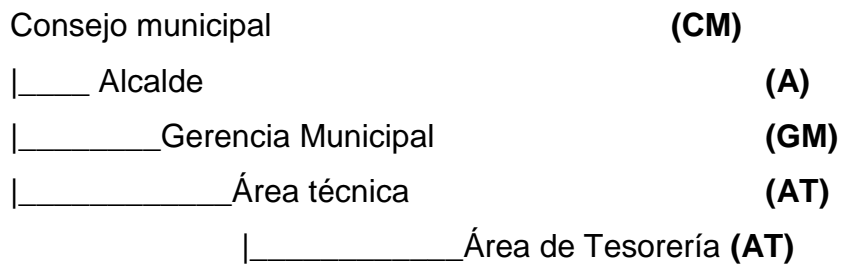 Consejo municipal (CM)
|____ Alcalde (A)
|________Gerencia Municipal (GM)
|____________Área técnica (AT)
|____________Área de Tesorería (AT)